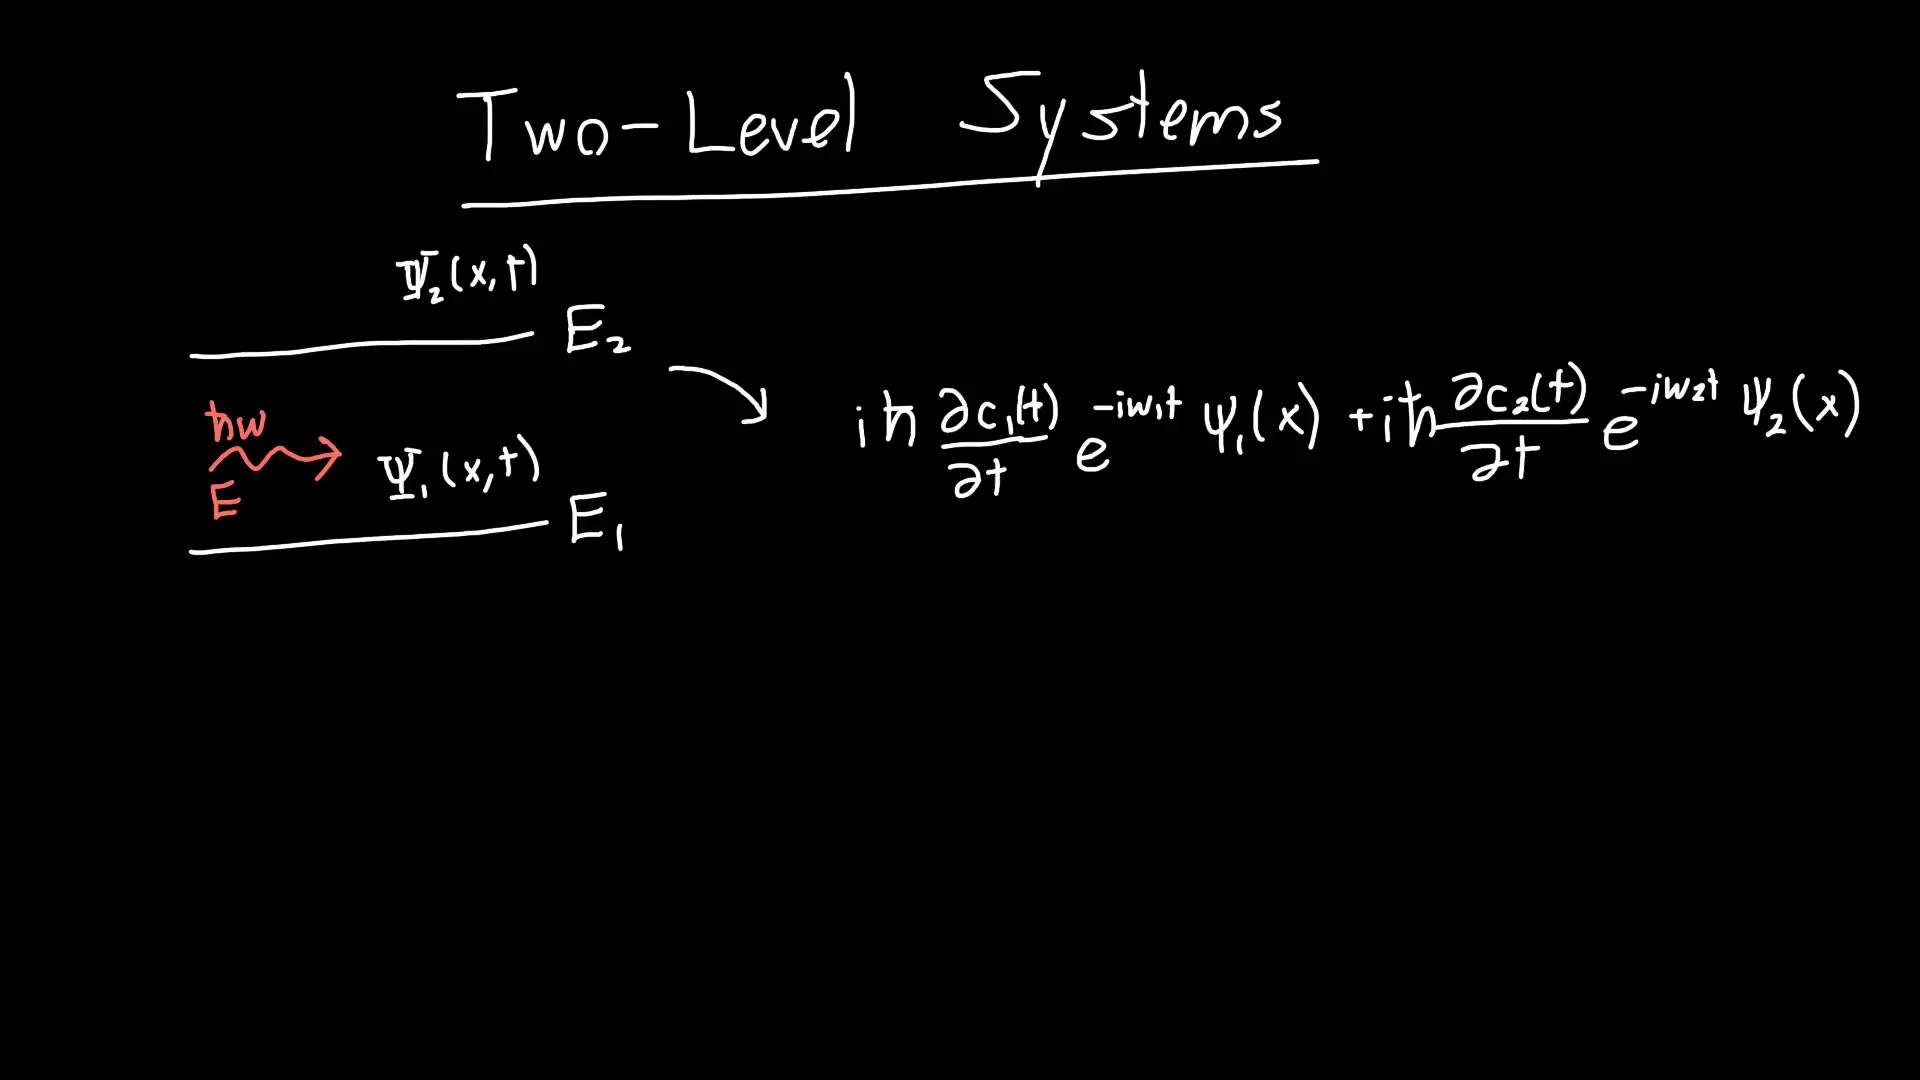 Two-Level Systems
Ψ₂(x,t)
E₂
ħω
E
Ψ₁(x,t)
E₁
iħ ∂c₁(t)/∂t e^(-iω₁t) ψ₁(x) + iħ ∂c₂(t)/∂t e^(-iω₂t) ψ₂(x)